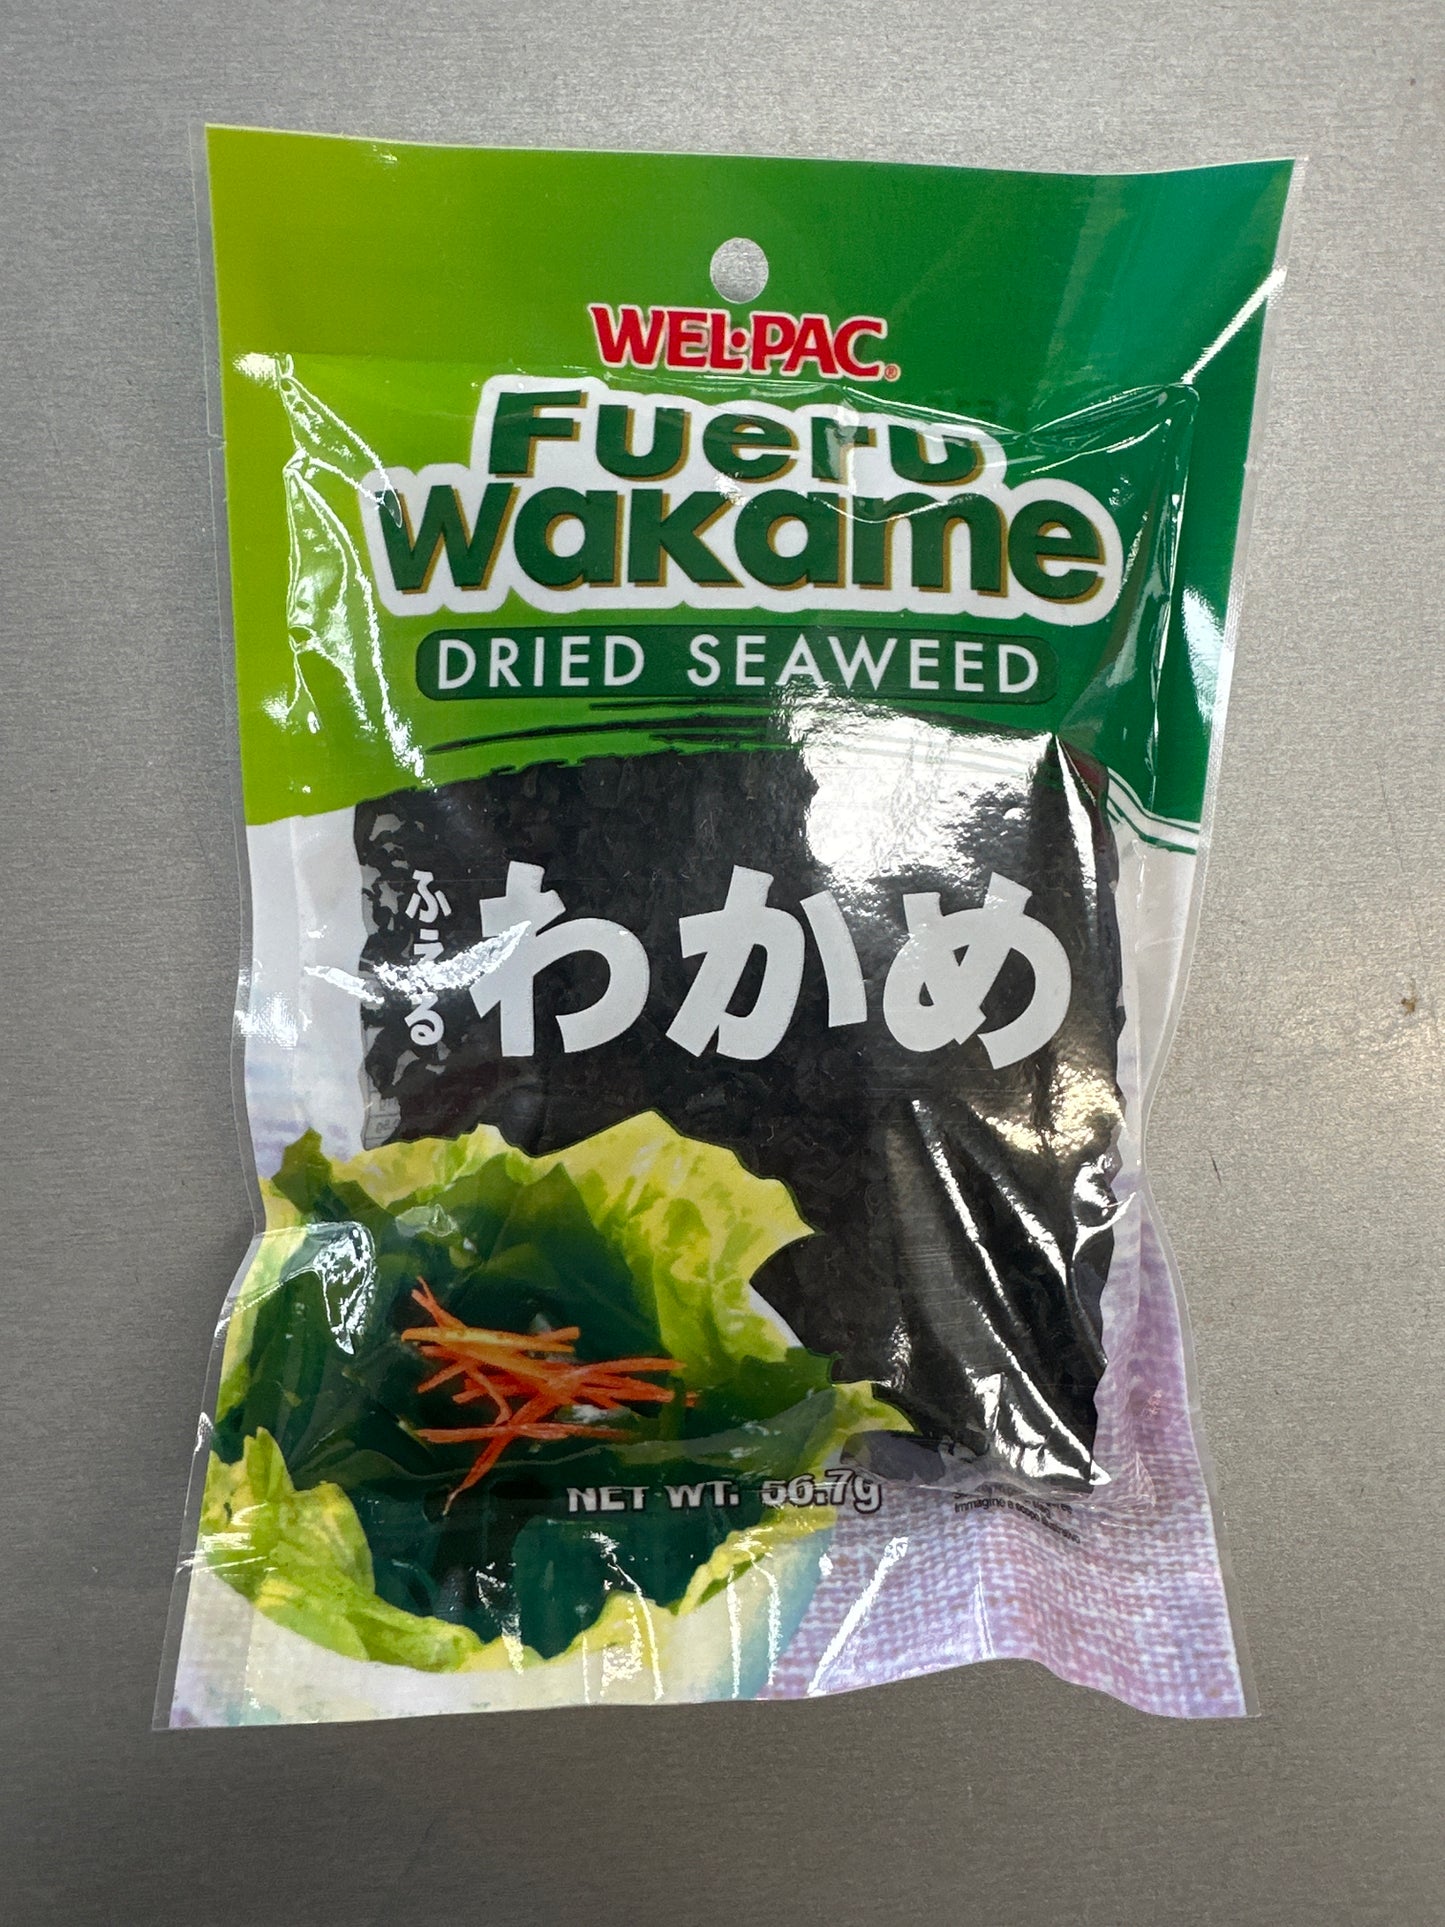 WEL·PAC®
Fueru
wakame
DRIED SEAWEED
ふえる
わかめ
NET WT. 56.7g